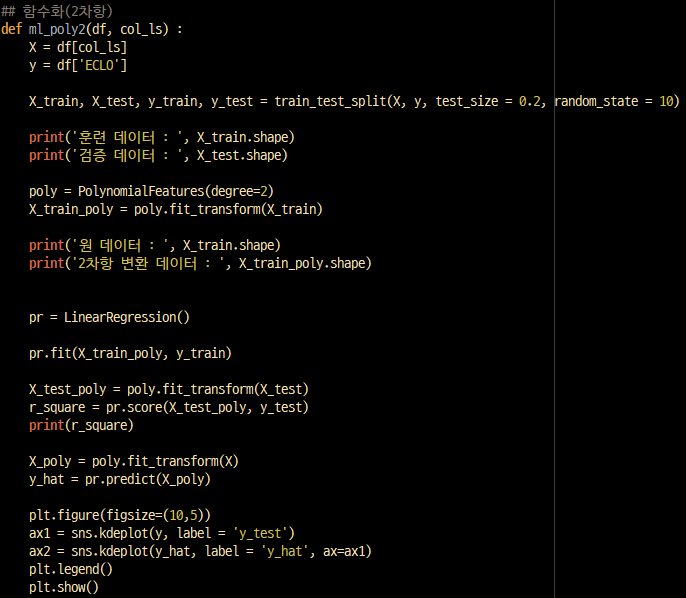 ## 함수화(2차항)
def ml_poly2(df, col_ls) :
    X = df[col_ls]
    y = df['ECLO']
    X_train, X_test, y_train, y_test = train_test_split(X, y, test_size = 0.2, random_state = 10)
    print('훈련 데이터 : ', X_train.shape)
    print('검증 데이터 : ', X_test.shape)
    poly = PolynomialFeatures(degree=2)
    X_train_poly = poly.fit_transform(X_train)
    print('원 데이터 : ', X_train.shape)
    print('2차항 변환 데이터 : ', X_train_poly.shape)
    pr = LinearRegression()
    pr.fit(X_train_poly, y_train)
    X_test_poly = poly.fit_transform(X_test)
    r_square = pr.score(X_test_poly, y_test)
    print(r_square)
    X_poly = poly.fit_transform(X)
    y_hat = pr.predict(X_poly)
    plt.figure(figsize=(10,5))
    ax1 = sns.kdeplot(y, label = 'y_test')
    ax2 = sns.kdeplot(y_hat, label = 'y_hat', ax=ax1)
    plt.legend()
    plt.show()